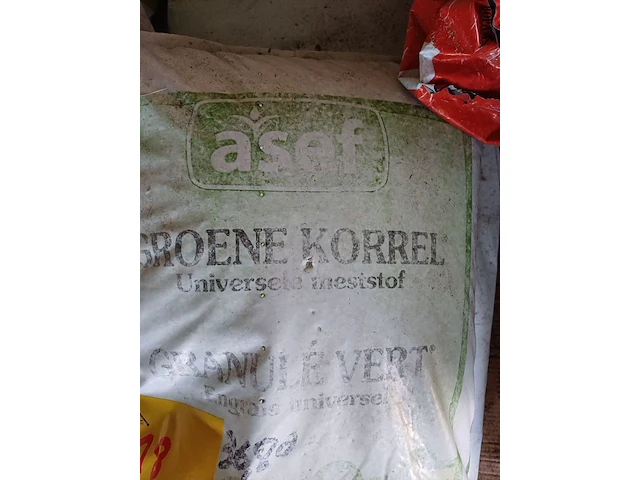 asef
GROENE KORREL
Universele meststof
GRANULÉ VERT
Engrais universel